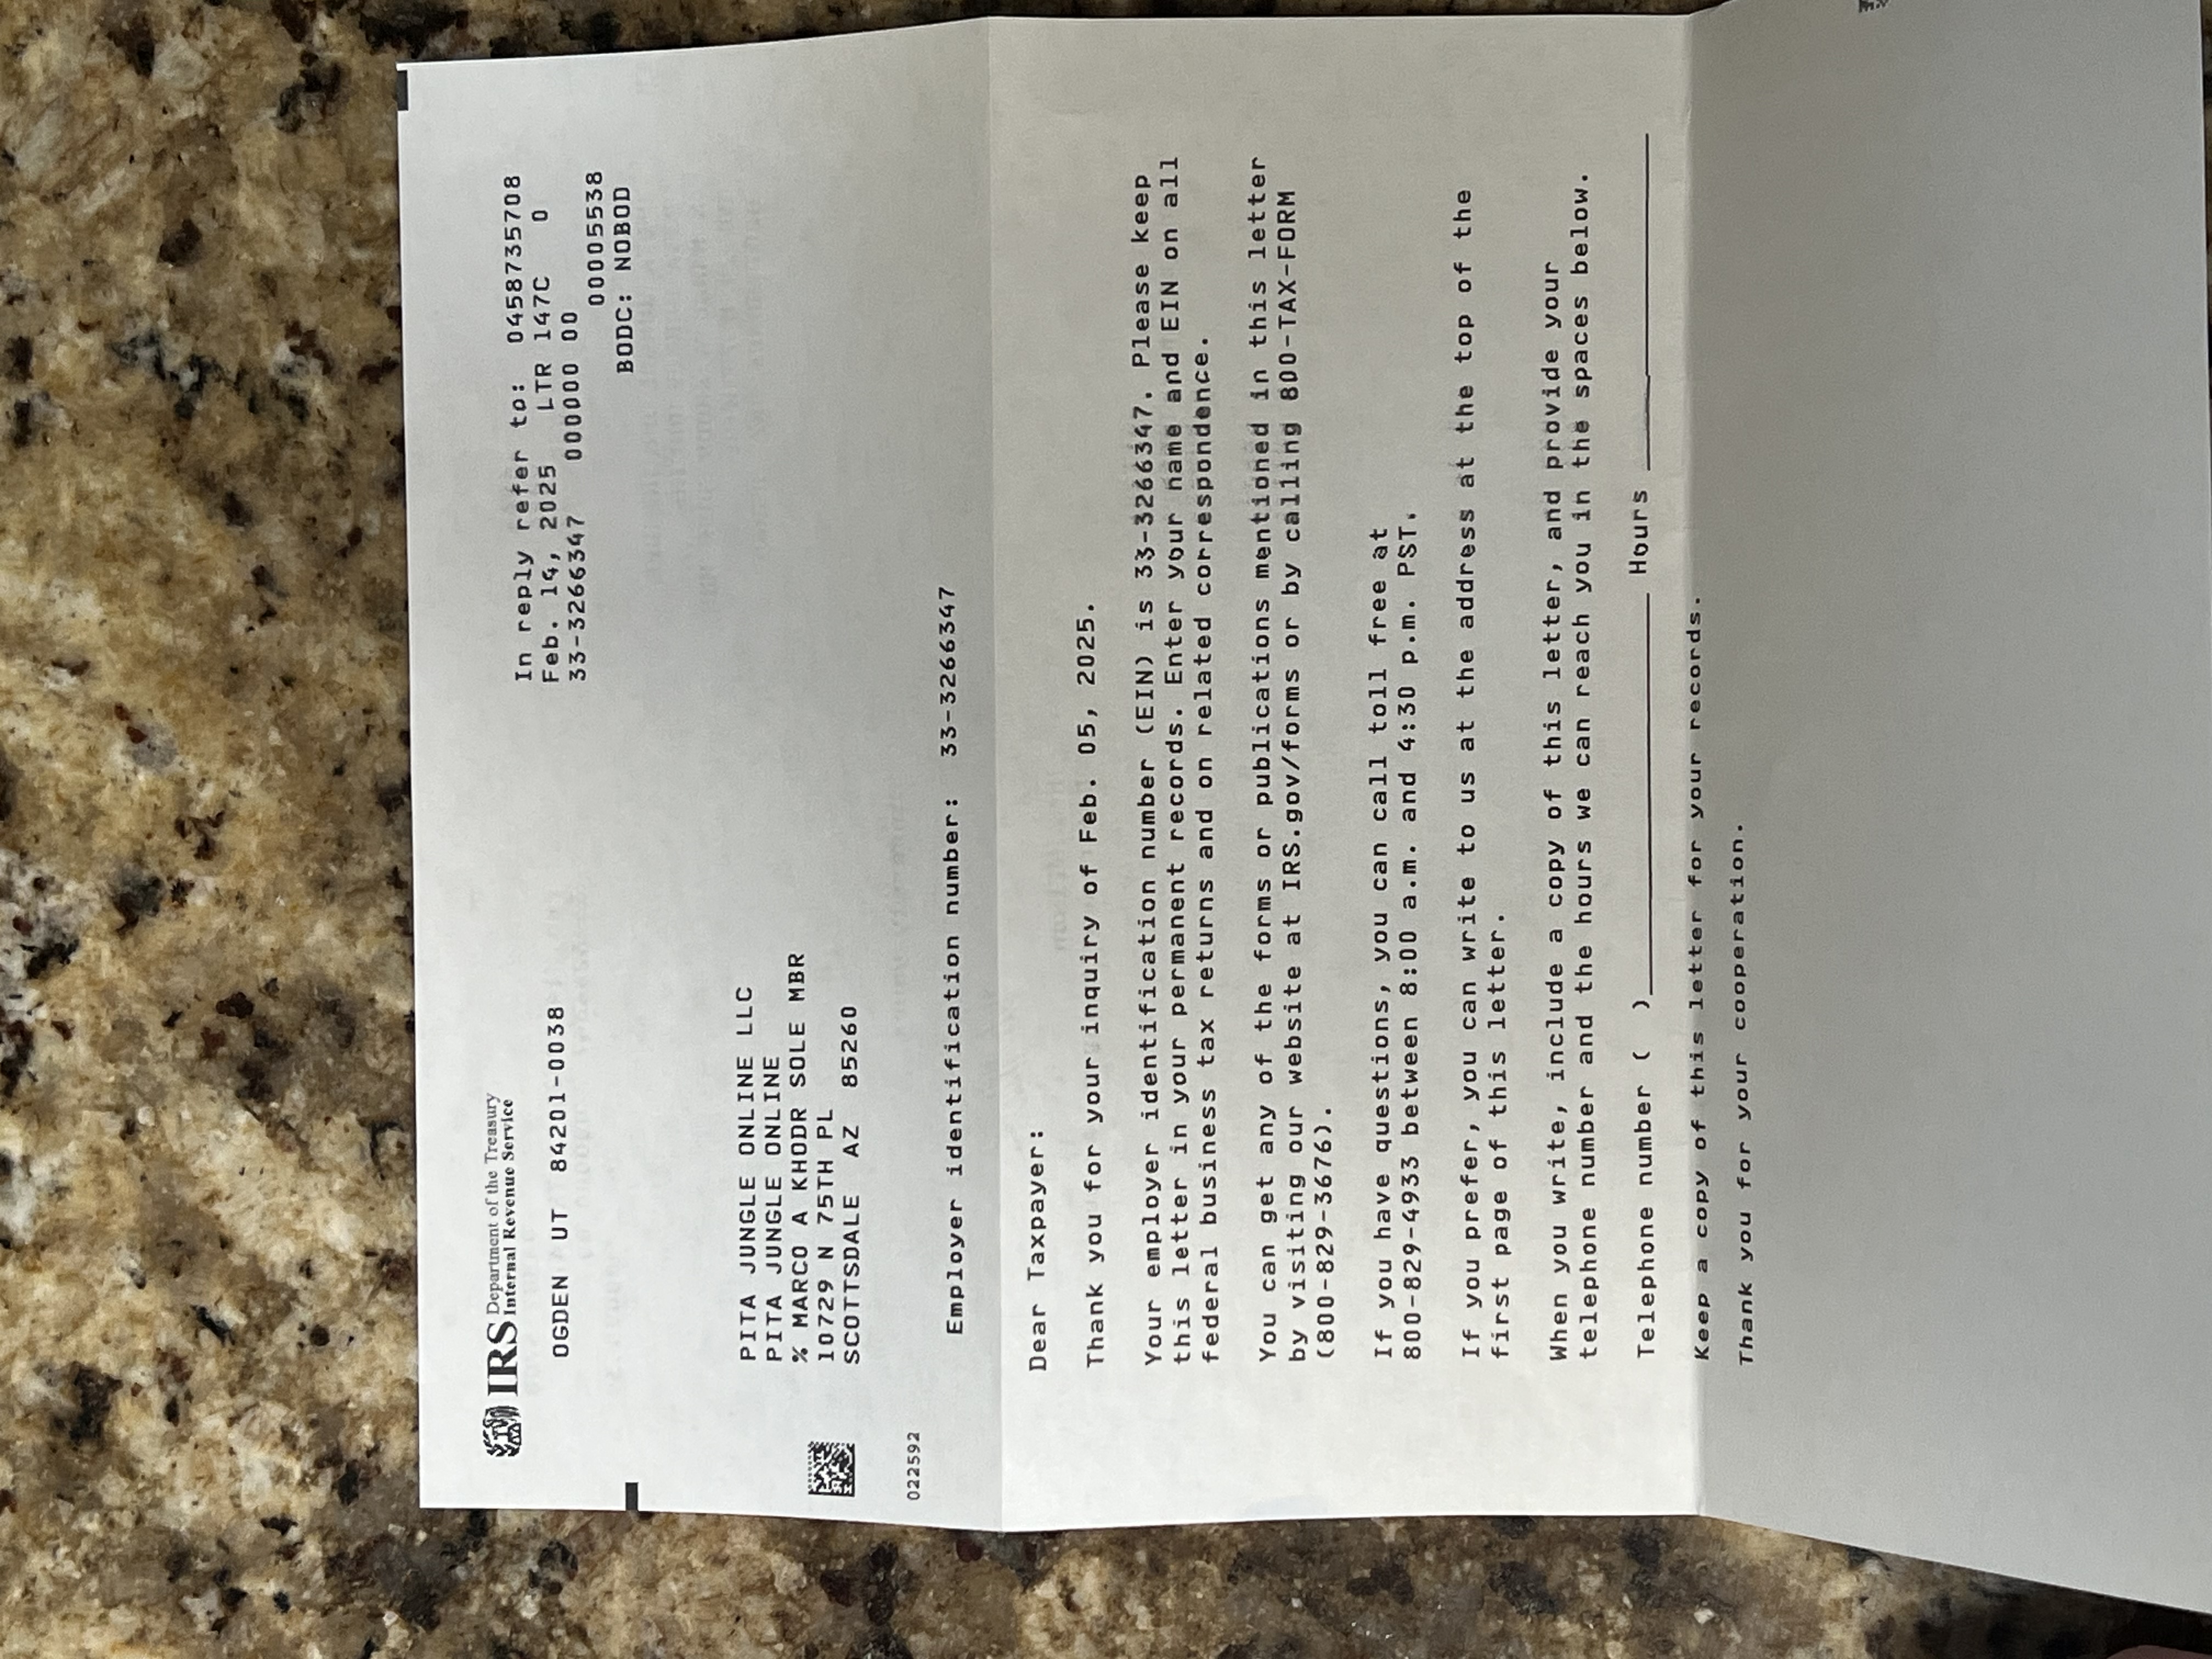 IRS Department of the Treasury
Internal Revenue Service
OGDEN UT 84201-0038
In reply refer to: 0458735708
Feb. 14, 2025 LTR 147C 0
33-3266347 000000 00
00005538
BODC: NOBOD
PITA JUNGLE ONLINE LLC
PITA JUNGLE ONLINE
% MARCO A KHODR SOLE MBR
10729 N 75TH PL
SCOTTSDALE AZ 85260
022592
Employer identification number: 33-3266347
Dear Taxpayer:
Thank you for your inquiry of Feb. 05, 2025.
Your employer identification number (EIN) is 33-3266347. Please keep
this letter in your permanent records. Enter your name and EIN on all
federal business tax returns and on related correspondence.
You can get any of the forms or publications mentioned in this letter
by visiting our website at IRS.gov/forms or by calling 800-TAX-FORM
(800-829-3676).
If you have questions, you can call toll free at
800-829-4933 between 8:00 a.m. and 4:30 p.m. PST.
If you prefer, you can write to us at the address at the top of the
first page of this letter.
When you write, include a copy of this letter, and provide your
telephone number and the hours we can reach you in the spaces below.
Telephone number ( )____________________ Hours ____________________
Keep a copy of this letter for your records.
Thank you for your cooperation.